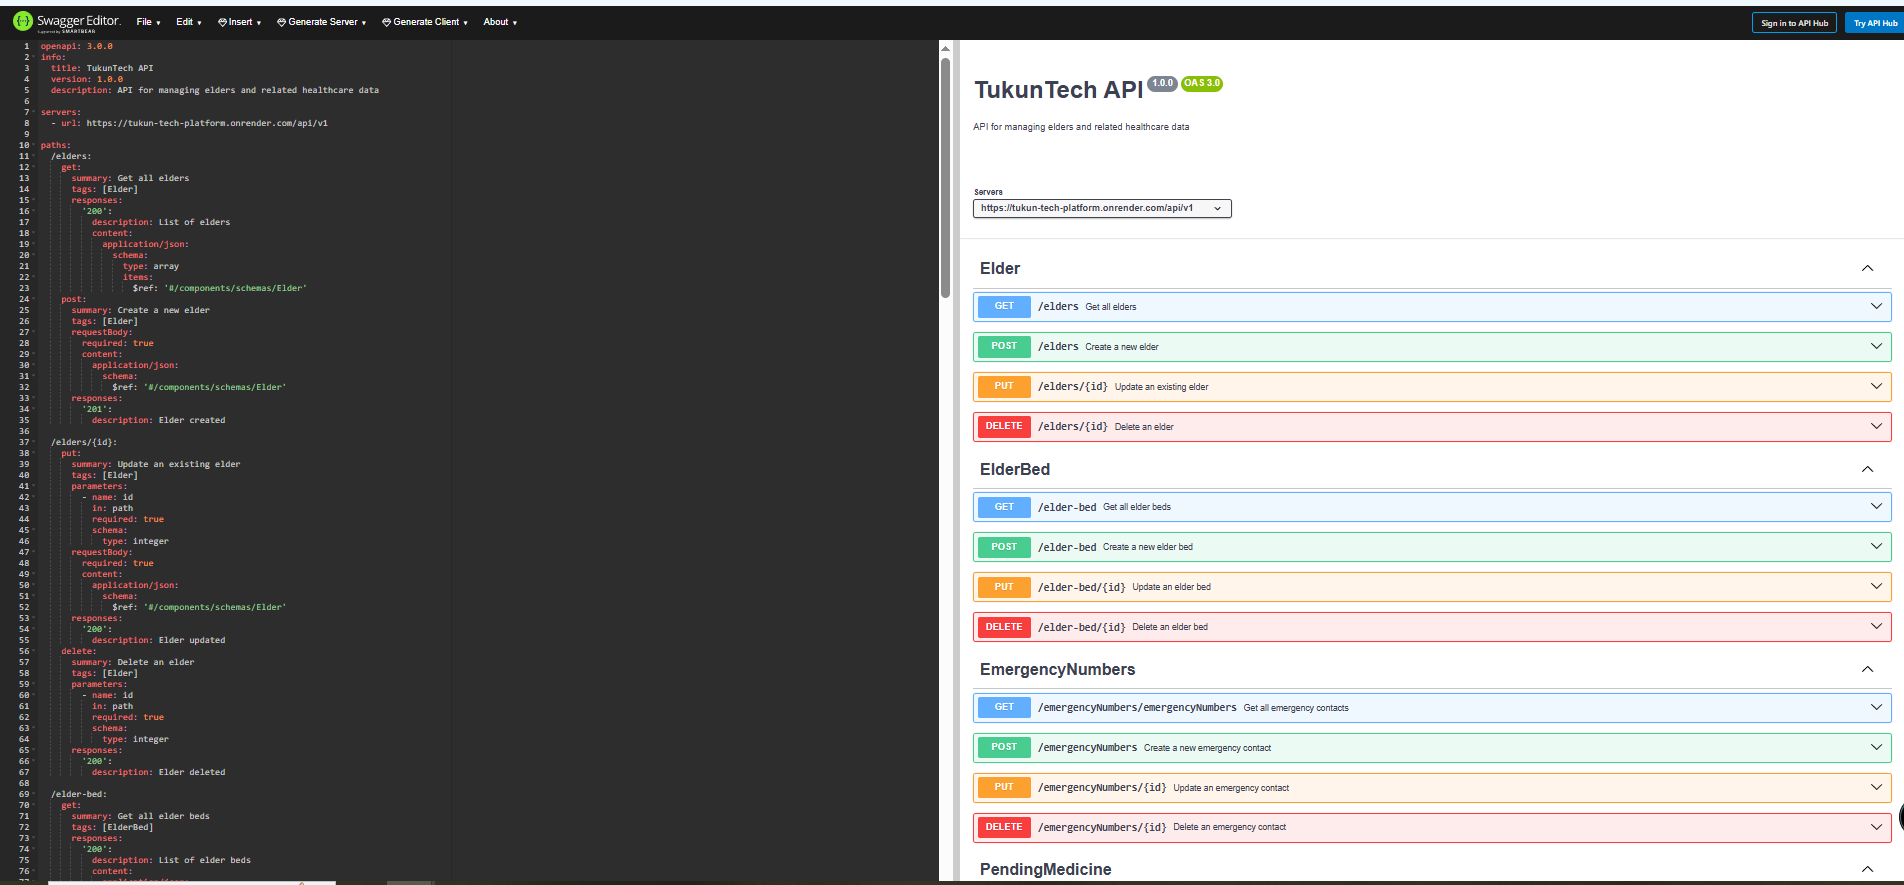 Swagger Editor.
Supported by SMARTBEAR
File
Edit
Insert
Generate Server
Generate Client
About
Sign in to API Hub
Try API Hub
1 openapi: 3.0.0
2 info:
3 title: TukunTech API
4 version: 1.0.0
5 description: API for managing elders and related healthcare data
6
7 servers:
8 - url: https://tukun-tech-platform.onrender.com/api/v1
9
10 paths:
11 /elders:
12 get:
13 summary: Get all elders
14 tags: [Elder]
15 responses:
16 '200':
17 description: List of elders
18 content:
19 application/json:
20 schema:
21 type: array
22 items:
23 $ref: '#/components/schemas/Elder'
24 post:
25 summary: Create a new elder
26 tags: [Elder]
27 requestBody:
28 required: true
29 content:
30 application/json:
31 schema:
32 $ref: '#/components/schemas/Elder'
33 responses:
34 '201':
35 description: Elder created
36
37 /elders/{id}:
38 put:
39 summary: Update an existing elder
40 tags: [Elder]
41 parameters:
42 - name: id
43 in: path
44 required: true
45 schema:
46 type: integer
47 requestBody:
48 required: true
49 content:
50 application/json:
51 schema:
52 $ref: '#/components/schemas/Elder'
53 responses:
54 '200':
55 description: Elder updated
56 delete:
57 summary: Delete an elder
58 tags: [Elder]
59 parameters:
60 - name: id
61 in: path
62 required: true
63 schema:
64 type: integer
65 responses:
66 '200':
67 description: Elder deleted
68
69 /elder-bed:
70 get:
71 summary: Get all elder beds
72 tags: [ElderBed]
73 responses:
74 '200':
75 description: List of elder beds
76 content:
TukunTech API 1.0.0 OAS 3.0
API for managing elders and related healthcare data
Servers
https://tukun-tech-platform.onrender.com/api/v1
Elder
GET /elders Get all elders
POST /elders Create a new elder
PUT /elders/{id} Update an existing elder
DELETE /elders/{id} Delete an elder
ElderBed
GET /elder-bed Get all elder beds
POST /elder-bed Create a new elder bed
PUT /elder-bed/{id} Update an elder bed
DELETE /elder-bed/{id} Delete an elder bed
EmergencyNumbers
GET /emergencyNumbers/emergencyNumbers Get all emergency contacts
POST /emergencyNumbers Create a new emergency contact
PUT /emergencyNumbers/{id} Update an emergency contact
DELETE /emergencyNumbers/{id} Delete an emergency contact
PendingMedicine